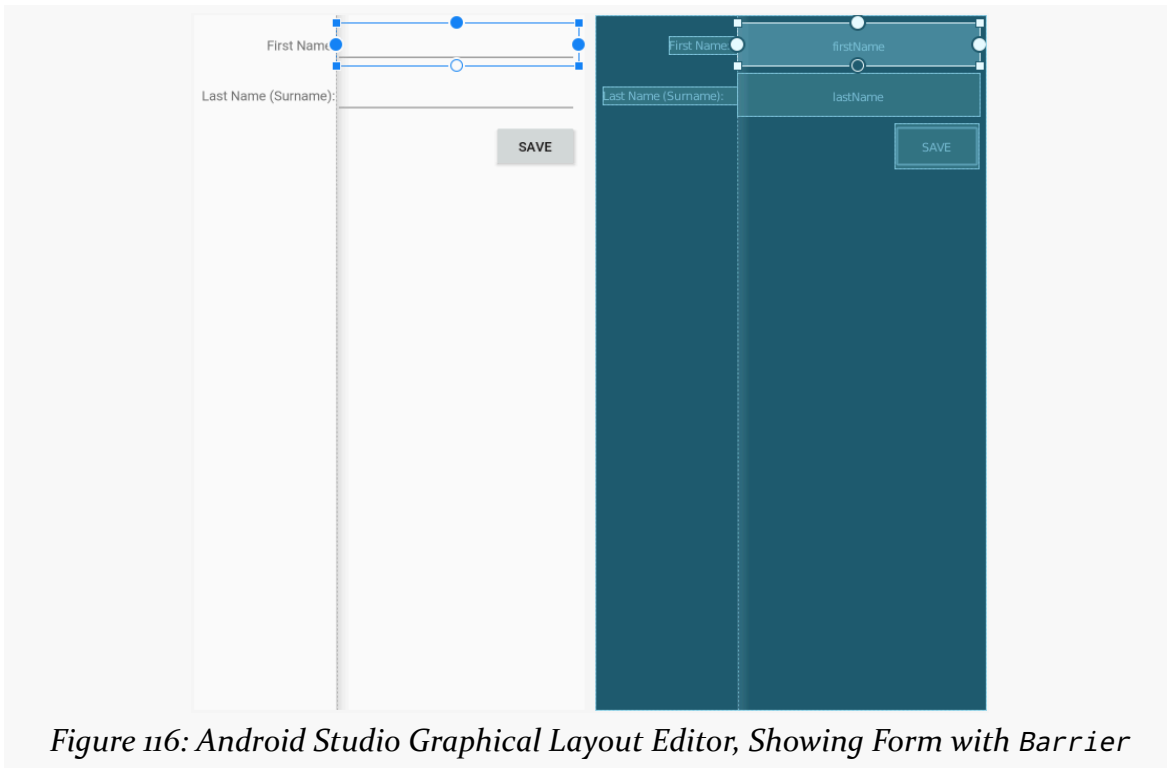 First Name First Name: firstName
Last Name (Surname): Last Name (Surname): lastName
SAVE SAVE
Figure 116: Android Studio Graphical Layout Editor, Showing Form with Barrier